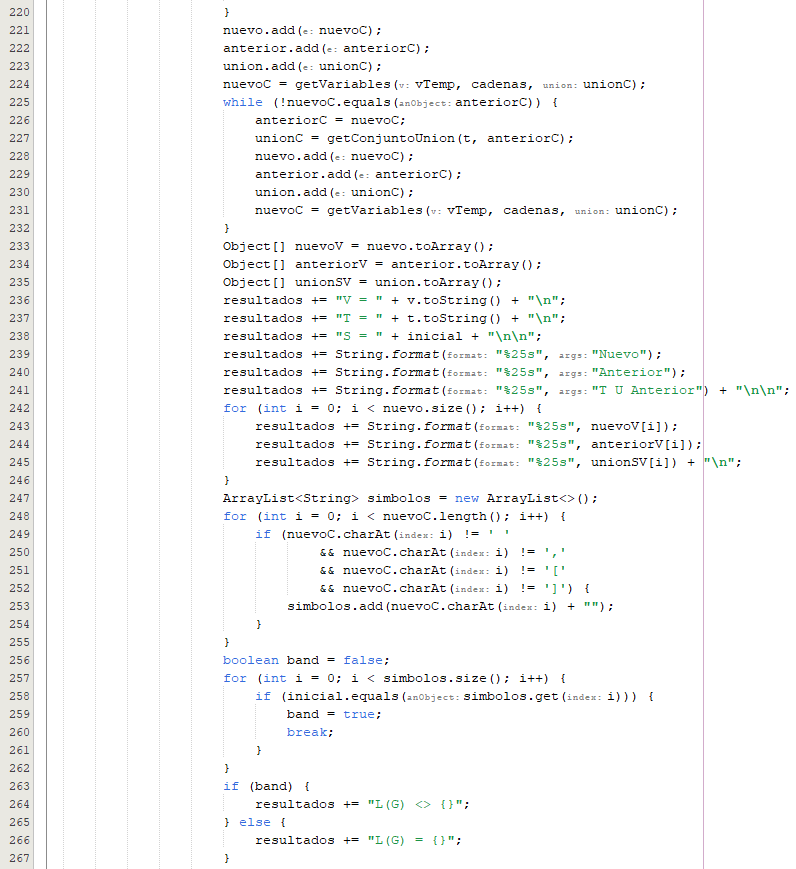 220 }
221 nuevo.add(e: nuevoC);
222 anterior.add(e: anteriorC);
223 union.add(e: unionC);
224 nuevoC = getVariables(v: vTemp, cadenas, union: unionC);
225 while (!nuevoC.equals(anObject: anteriorC)) {
226 anteriorC = nuevoC;
227 unionC = getConjuntoUnion(t, anteriorC);
228 nuevo.add(e: nuevoC);
229 anterior.add(e: anteriorC);
230 union.add(e: unionC);
231 nuevoC = getVariables(v: vTemp, cadenas, union: unionC);
232 }
233 Object[] nuevoV = nuevo.toArray();
234 Object[] anteriorV = anterior.toArray();
235 Object[] unionSV = union.toArray();
236 resultados += "V = " + v.toString() + "\n";
237 resultados += "T = " + t.toString() + "\n";
238 resultados += "S = " + inicial + "\n\n";
239 resultados += String.format(format: "%25s", args: "Nuevo");
240 resultados += String.format(format: "%25s", args: "Anterior");
241 resultados += String.format(format: "%25s", args: "T U Anterior") + "\n\n";
242 for (int i = 0; i < nuevo.size(); i++) {
243 resultados += String.format(format: "%25s", nuevoV[i]);
244 resultados += String.format(format: "%25s", anteriorV[i]);
245 resultados += String.format(format: "%25s", unionSV[i]) + "\n";
246 }
247 ArrayList<String> simbolos = new ArrayList<>();
248 for (int i = 0; i < nuevoC.length(); i++) {
249 if (nuevoC.charAt(index: i) != ' '
250 && nuevoC.charAt(index: i) != ','
251 && nuevoC.charAt(index: i) != '['
252 && nuevoC.charAt(index: i) != ']') {
253 simbolos.add(nuevoC.charAt(index: i) + "");
254 }
255 }
256 boolean band = false;
257 for (int i = 0; i < simbolos.size(); i++) {
258 if (inicial.equals(anObject: simbolos.get(index: i))) {
259 band = true;
260 break;
261 }
262 }
263 if (band) {
264 resultados += "L(G) <> {}";
265 } else {
266 resultados += "L(G) = {}";
267 }